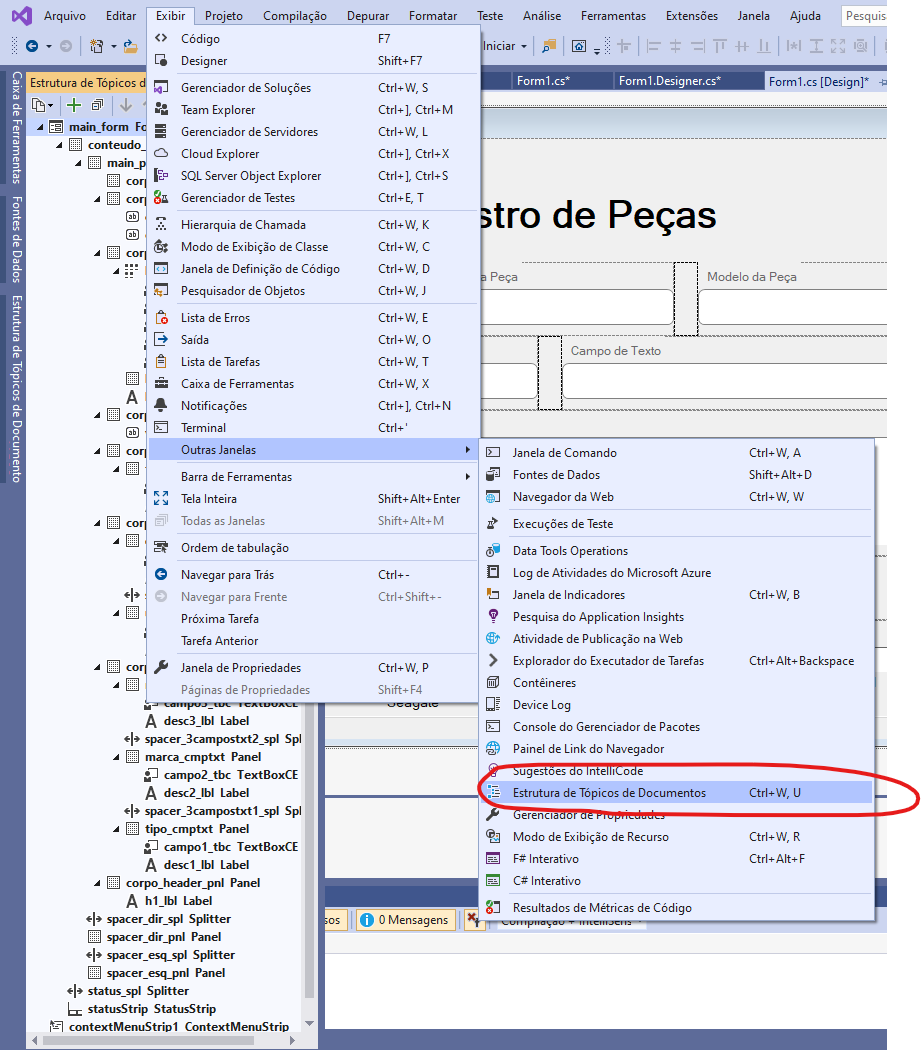 Arquivo Editar Exibir Projeto Compilação Depurar Formatar Teste Análise Ferramentas Extensões Janela Ajuda Pesquis
Iniciar
Estrutura de Tópicos d
Form1.cs* Form1.Designer.cs* Form1.cs [Design]*
Caixa de Ferramentas
Fontes de Dados
Estrutura de Tópicos de Documento
Código F7
Designer Shift+F7
Gerenciador de Soluções Ctrl+W, S
Team Explorer Ctrl+], Ctrl+M
Gerenciador de Servidores Ctrl+W, L
Cloud Explorer Ctrl+], Ctrl+X
SQL Server Object Explorer Ctrl+], Ctrl+S
Gerenciador de Testes Ctrl+E, T
Hierarquia de Chamada Ctrl+W, K
Modo de Exibição de Classe Ctrl+W, C
Janela de Definição de Código Ctrl+W, D
Pesquisador de Objetos Ctrl+W, J
Lista de Erros Ctrl+W, E
Saída Ctrl+W, O
Lista de Tarefas Ctrl+W, T
Caixa de Ferramentas Ctrl+W, X
Notificações Ctrl+], Ctrl+N
Terminal Ctrl+'
Outras Janelas
Barra de Ferramentas
Tela Inteira Shift+Alt+Enter
Todas as Janelas Shift+Alt+M
Ordem de tabulação
Navegar para Trás Ctrl+-
Navegar para Frente Ctrl+Shift+-
Próxima Tarefa
Tarefa Anterior
Janela de Propriedades Ctrl+W, P
Páginas de Propriedades Shift+F4
Janela de Comando Ctrl+W, A
Fontes de Dados Shift+Alt+D
Navegador da Web Ctrl+W, W
Execuções de Teste
Data Tools Operations
Log de Atividades do Microsoft Azure
Janela de Indicadores Ctrl+W, B
Pesquisa do Application Insights
Atividade de Publicação na Web
Explorador do Executador de Tarefas Ctrl+Alt+Backspace
Contêineres
Device Log
Console do Gerenciador de Pacotes
Painel de Link do Navegador
Sugestões do IntelliCode
Estrutura de Tópicos de Documentos Ctrl+W, U
Gerenciador de Propriedades
Modo de Exibição de Recurso Ctrl+W, R
F# Interativo Ctrl+Alt+F
C# Interativo
Resultados de Métricas de Código
stro de Peças
a Peça Modelo da Peça
Campo de Texto
Seagate
main_form Fo
conteudo_
main_p
corp
corp
corp
corp
corp
corp
corp
campo3_tbc TextBoxCE
desc3_lbl Label
spacer_3campostxt2_spl Spl
marca_cmptxt Panel
campo2_tbc TextBoxCE
desc2_lbl Label
spacer_3campostxt1_spl Spl
tipo_cmptxt Panel
campo1_tbc TextBoxCE
desc1_lbl Label
corpo_header_pnl Panel
h1_lbl Label
spacer_dir_spl Splitter
spacer_dir_pnl Panel
spacer_esq_spl Splitter
spacer_esq_pnl Panel
status_spl Splitter
statusStrip StatusStrip
contextMenuStrip1 ContextMenuStrip
sos 0 Mensagens Compilação + IntelliSens